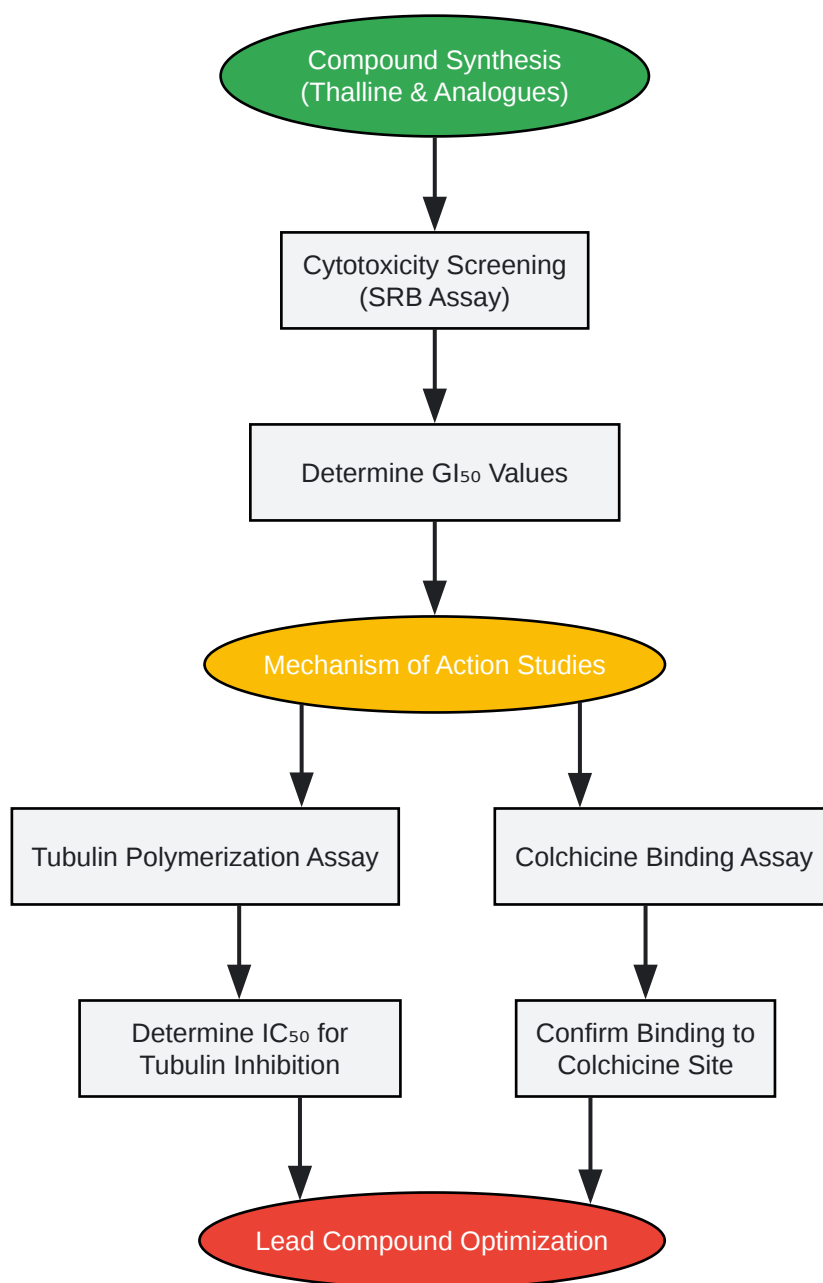 Compound Synthesis
(Thalline & Analogues)
Cytotoxicity Screening
(SRB Assay)
Determine GI₅₀ Values
Mechanism of Action Studies
Tubulin Polymerization Assay
Colchicine Binding Assay
Determine IC₅₀ for
Tubulin Inhibition
Confirm Binding to
Colchicine Site
Lead Compound Optimization